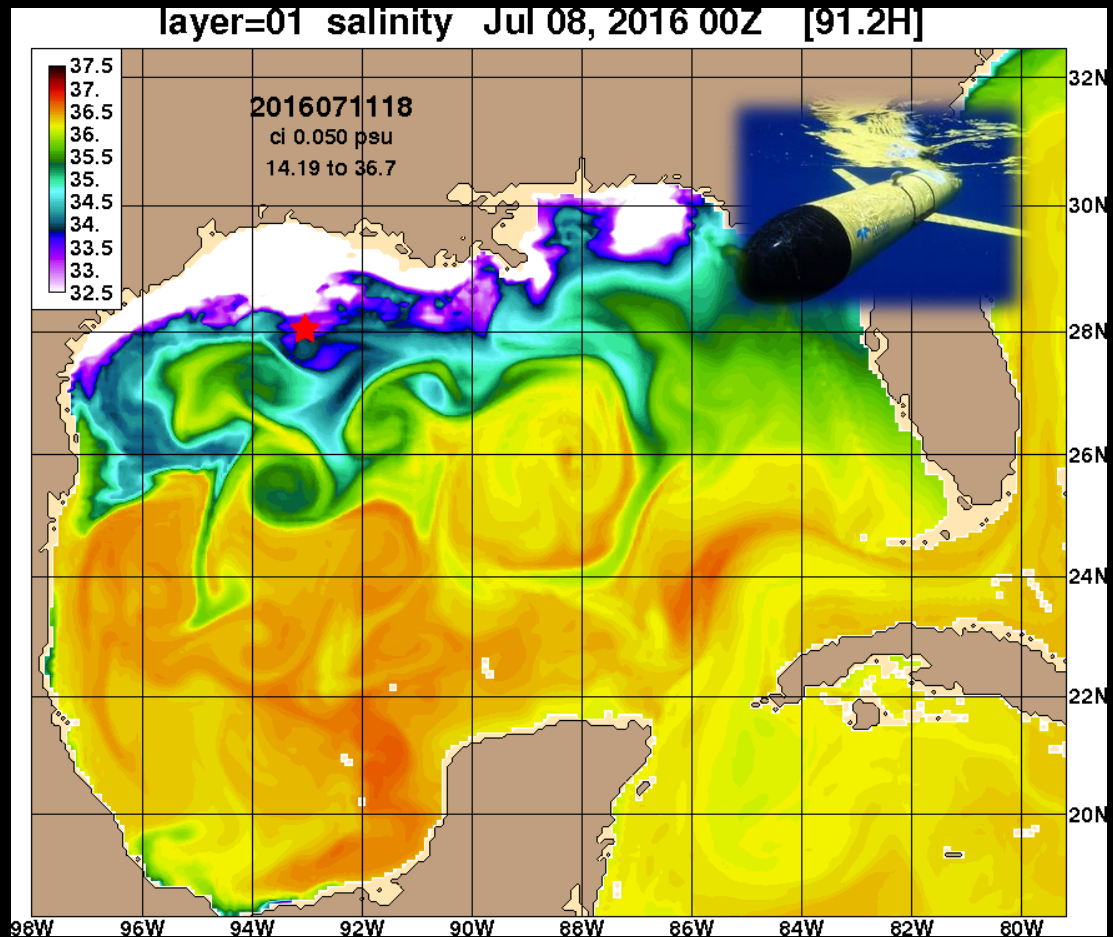 layer=01 salinity Jul 08, 2016 00Z [91.2H]
37.5
37.
36.5
36.
35.5
35.
34.5
34.
33.5
33.
32.5
2016071118
ci 0.050 psu
14.19 to 36.7
32N
30N
28N
26N
24N
22N
20N
98W 96W 94W 92W 90W 88W 86W 84W 82W 80W